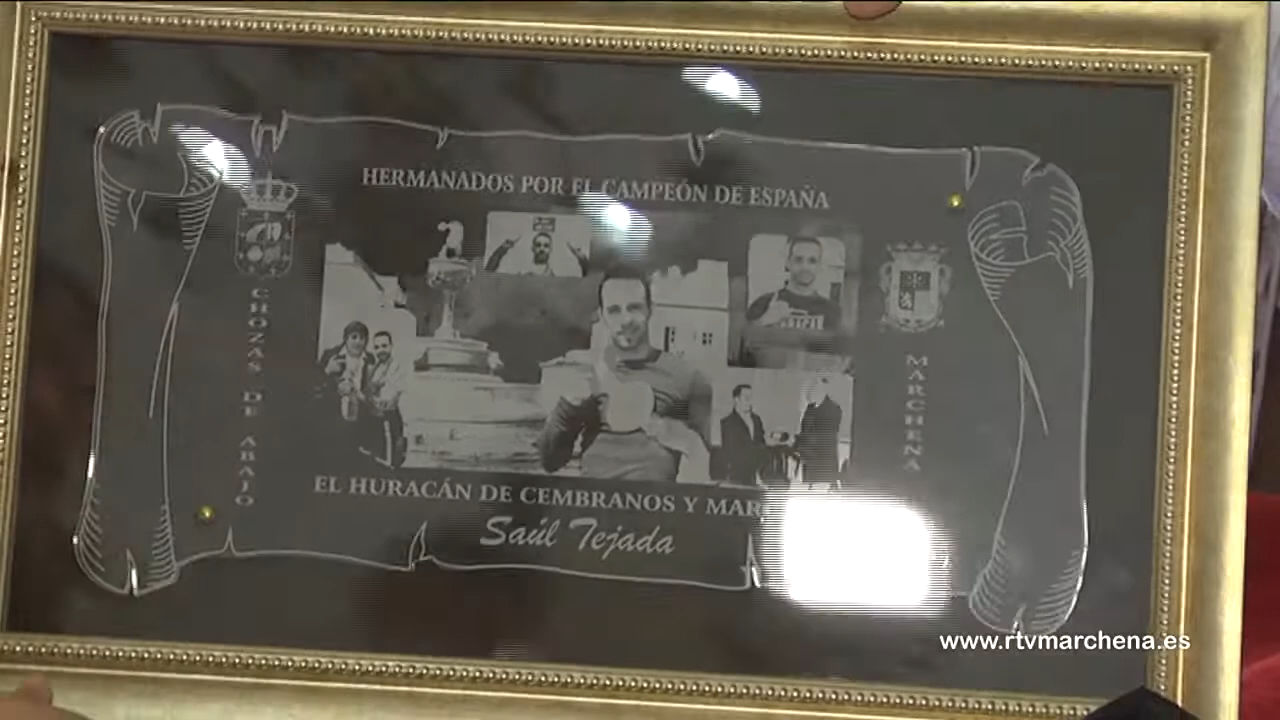 HERMANADOS POR EL CAMPEÓN DE ESPAÑA
CHOZAS DE ABAJO
MARCHENA
EL HURACÁN DE CEMBRANOS Y MAR
Saúl Tejada
www.rtvmarchena.es